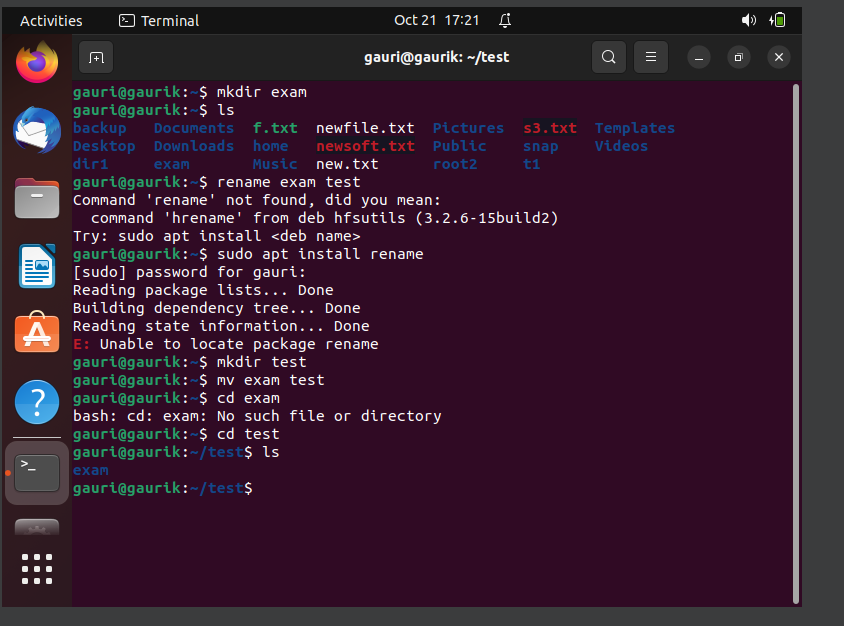 Activities Terminal Oct 21 17:21
gauri@gaurik: ~/test
gauri@gaurik:~$ mkdir exam
gauri@gaurik:~$ ls
backup Documents f.txt newfile.txt Pictures s3.txt Templates
Desktop Downloads home newsoft.txt Public snap Videos
dir1 exam Music new.txt root2 t1
gauri@gaurik:~$ rename exam test
Command 'rename' not found, did you mean:
command 'hrename' from deb hfsutils (3.2.6-15build2)
Try: sudo apt install <deb name>
gauri@gaurik:~$ sudo apt install rename
[sudo] password for gauri:
Reading package lists... Done
Building dependency tree... Done
Reading state information... Done
E: Unable to locate package rename
gauri@gaurik:~$ mkdir test
gauri@gaurik:~$ mv exam test
gauri@gaurik:~$ cd exam
bash: cd: exam: No such file or directory
gauri@gaurik:~$ cd test
gauri@gaurik:~/test$ ls
exam
gauri@gaurik:~/test$